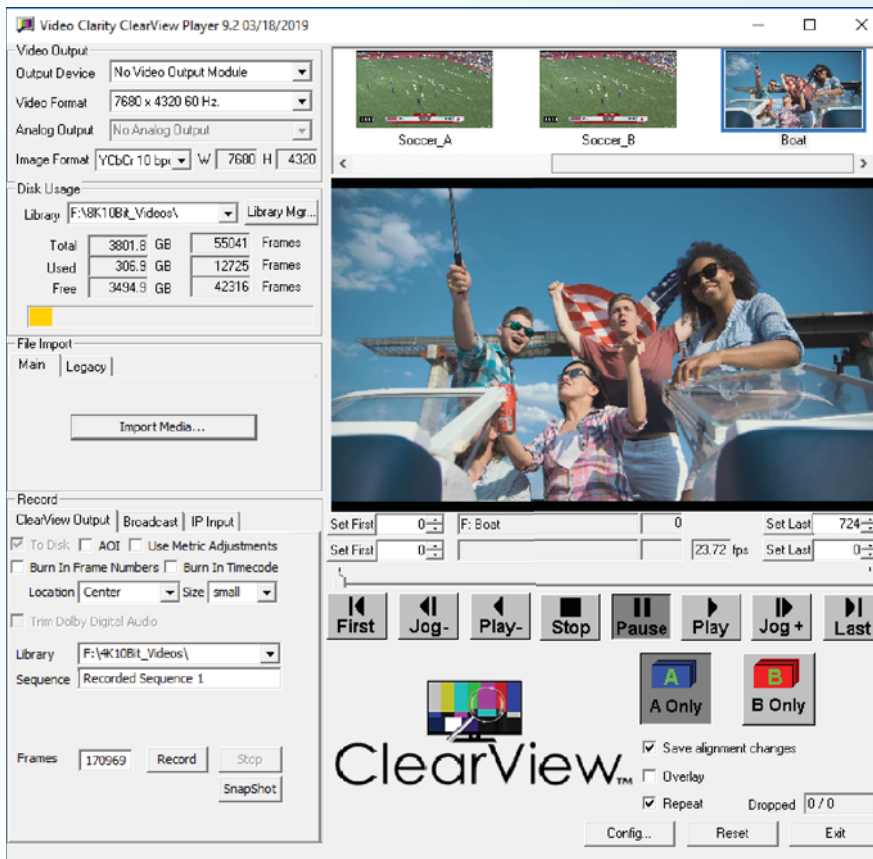 Video Clarity ClearView Player 9.2 03/18/2019
Video Output
Output Device No Video Output Module
Video Format 7680 x 4320 60 Hz.
Analog Output No Analog Output
Image Format YCbCr 10 bp W 7680 H 4320
Soccer_A Soccer_B Boat
Disk Usage
Library F:\8K10Bit_Videos\ Library Mgr...
Total 3801.8 GB 55041 Frames
Used 306.9 GB 12725 Frames
Free 3494.9 GB 42316 Frames
File Import
Main Legacy
Import Media...
Record
ClearView Output Broadcast IP Input
To Disk AOI Use Metric Adjustments
Burn In Frame Numbers Burn In Timecode
Location Center Size small
Trim Dolby Digital Audio
Library F:\4K10Bit_Videos\
Sequence Recorded Sequence 1
Frames 170969 Record Stop
SnapShot
Set First 0 F: Boat 0 Set Last 724
Set First 0 23.72 fps Set Last 0
First Jog- Play- Stop Pause Play Jog + Last
A B
A Only B Only
ClearView™
Save alignment changes
Overlay
Repeat Dropped 0 / 0
Config... Reset Exit